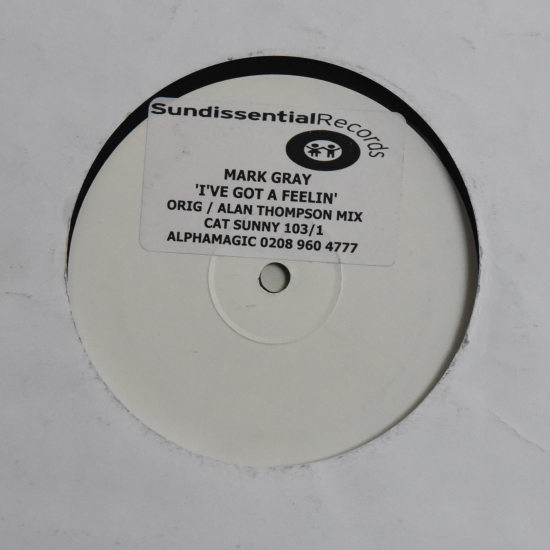 SundissentialRecords
MARK GRAY
'I'VE GOT A FEELIN'
ORIG / ALAN THOMPSON MIX
CAT SUNNY 103/1
ALPHAMAGIC 0208 960 4777